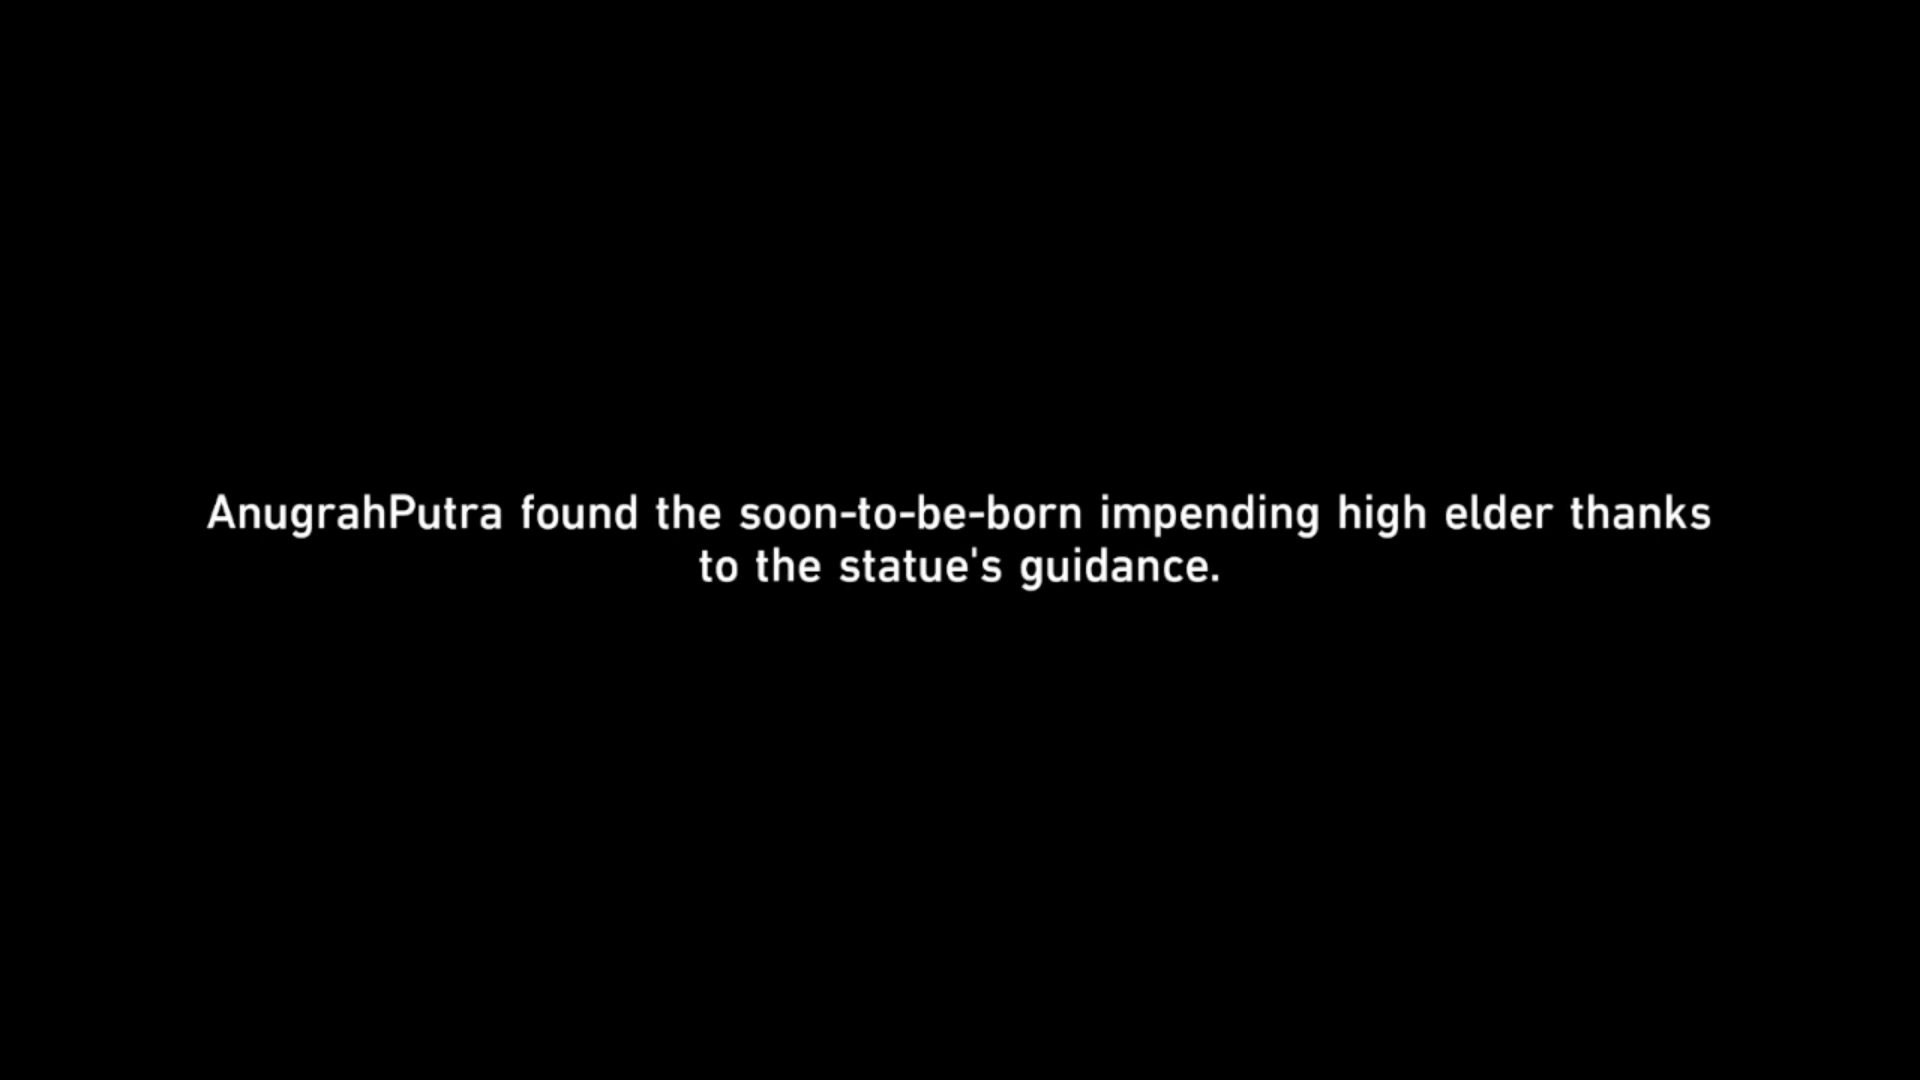 AnugrahPutra found the soon-to-be-born impending high elder thanks
to the statue's guidance.